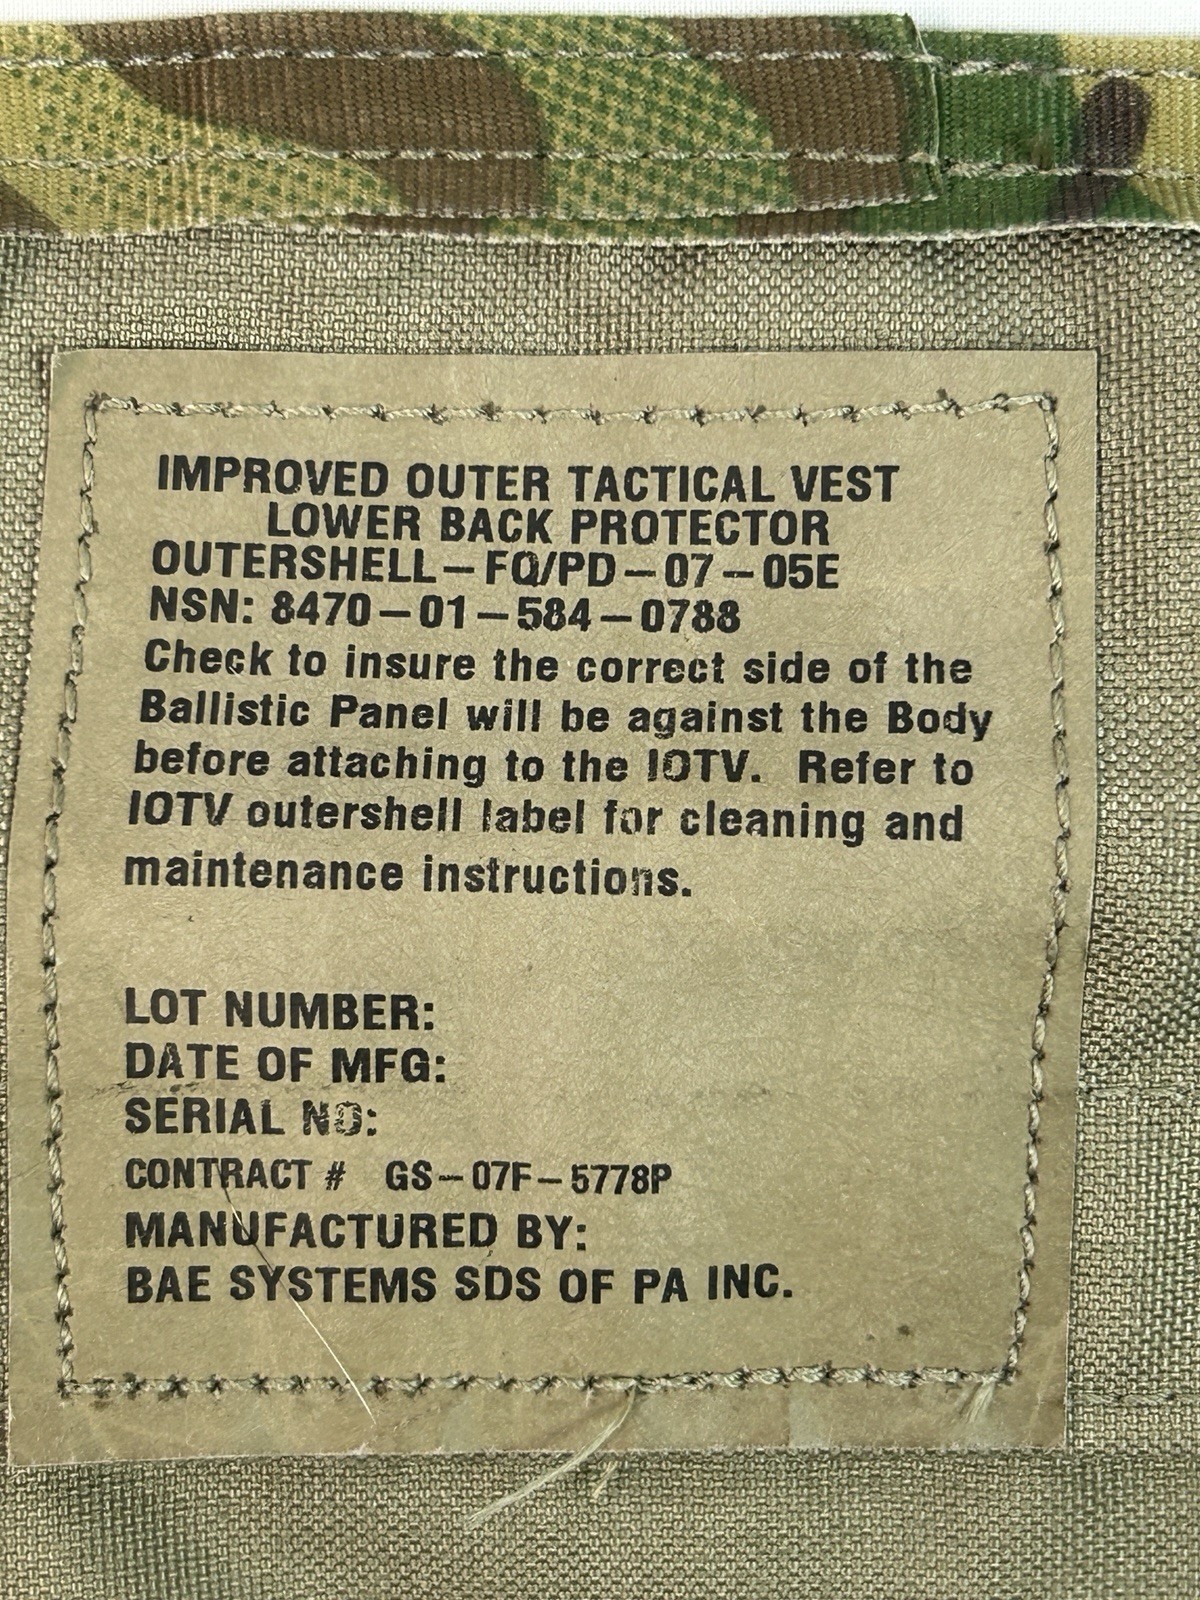 IMPROVED OUTER TACTICAL VEST
LOWER BACK PROTECTOR
OUTERSHELL-FQ/PD-07-05E
NSN: 8470-01-584-0788
Check to insure the correct side of the
Ballistic Panel will be against the Body
before attaching to the IOTV. Refer to
IOTV outershell label for cleaning and
maintenance instructions.
LOT NUMBER:
DATE OF MFG:
SERIAL NO:
CONTRACT # GS-07F-5778P
MANUFACTURED BY:
BAE SYSTEMS SDS OF PA INC.